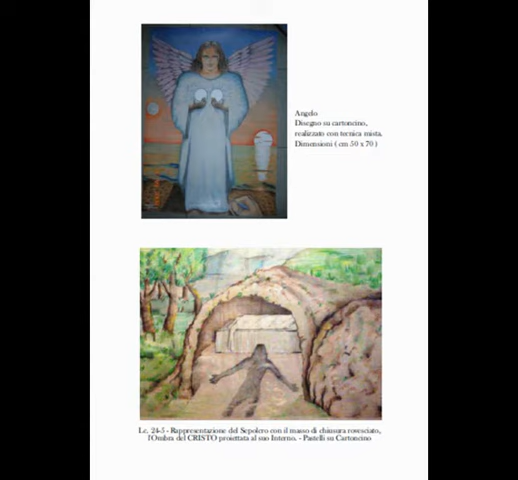 Angelo
Disegno su cartoncino,
realizzato con tecnica mista.
Dimensioni ( cm 50 x 70 )
Lc. 24-5 - Rappresentazione del Sepolcro con il masso di chiusura rovesciato,
l'Ombra del CRISTO proiettata al suo Interno. - Pastelli su Cartoncino